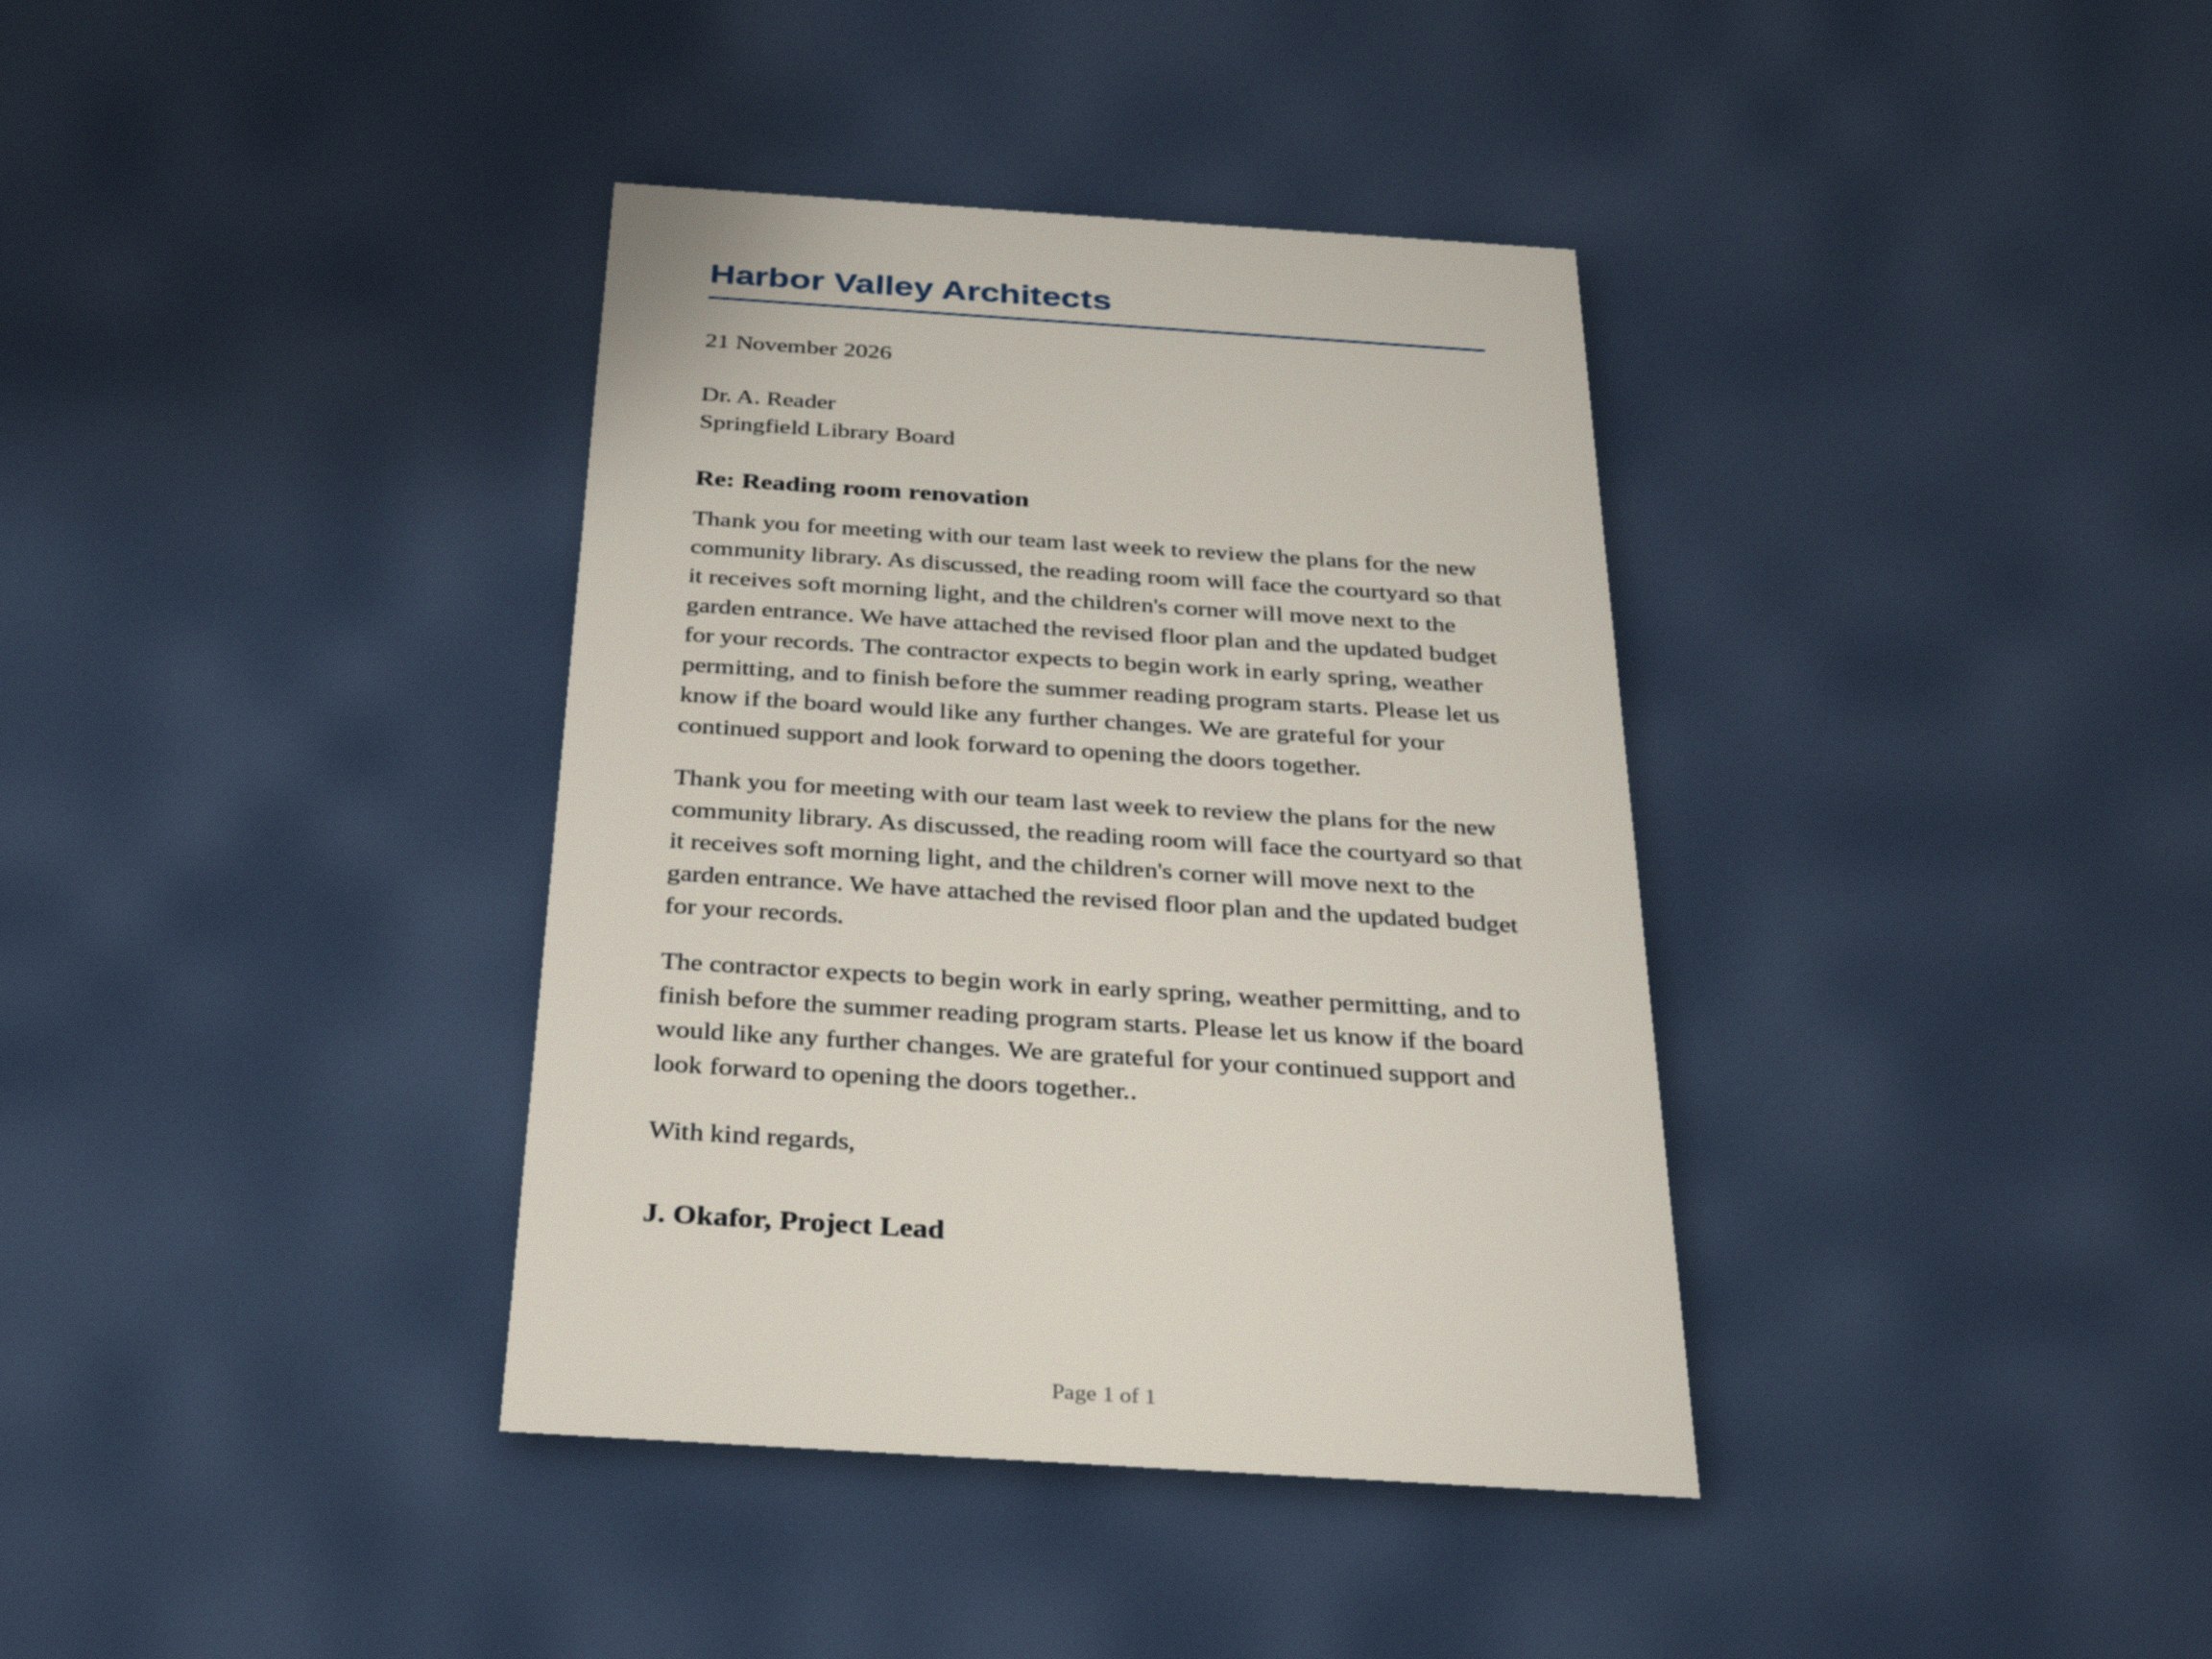 Harbor Valley Architects
21 November 2026
Dr. A. Reader
Springfield Library Board
Re: Reading room renovation
Thank you for meeting with our team last week to review the plans for the new
community library. As discussed, the reading room will face the courtyard so that
it receives soft morning light, and the children's corner will move next to the
garden entrance. We have attached the revised floor plan and the updated budget
for your records. The contractor expects to begin work in early spring, weather
permitting, and to finish before the summer reading program starts. Please let us
know if the board would like any further changes. We are grateful for your
continued support and look forward to opening the doors together.
Thank you for meeting with our team last week to review the plans for the new
community library. As discussed, the reading room will face the courtyard so that
it receives soft morning light, and the children's corner will move next to the
garden entrance. We have attached the revised floor plan and the updated budget
for your records.
The contractor expects to begin work in early spring, weather permitting, and to
finish before the summer reading program starts. Please let us know if the board
would like any further changes. We are grateful for your continued support and
look forward to opening the doors together..
With kind regards,
J. Okafor, Project Lead
Page 1 of 1